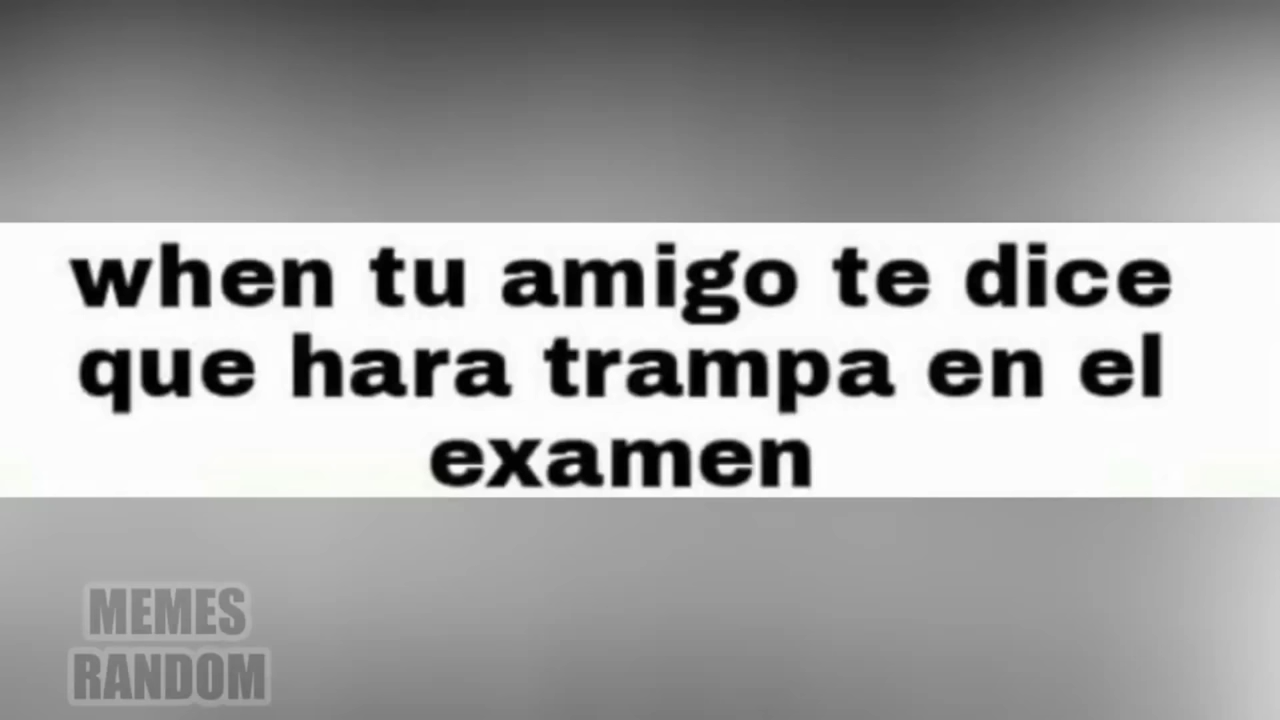 when tu amigo te dice
que hara trampa en el
examen
MEMES
RANDOM